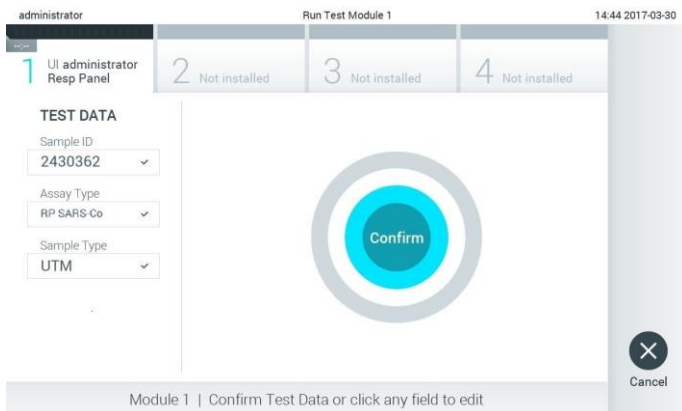 administrator
Run Test Module 1
14:44 2017-03-30
--:--
1 UI administrator
Resp Panel
2 Not installed
3 Not installed
4 Not installed
TEST DATA
Sample ID
2430362
Assay Type
RP SARS-Co
Sample Type
UTM
Confirm
Cancel
Module 1 | Confirm Test Data or click any field to edit